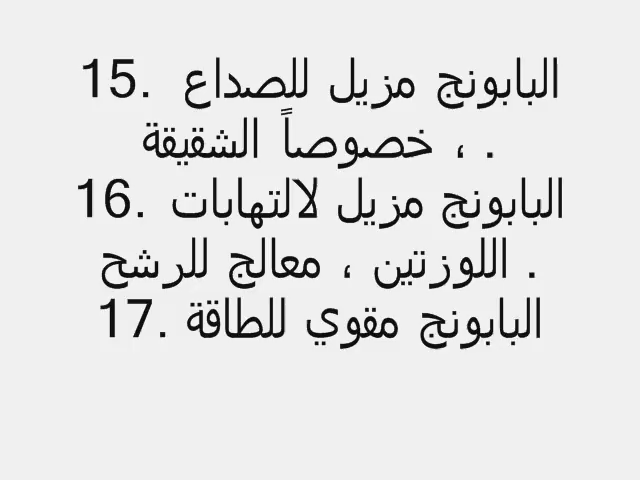 15. البابونج مزيل للصداع
، خصوصاً الشقيقة .
16. البابونج مزيل لالتهابات
اللوزتين ، معالج للرشح .
17. البابونج مقوي للطاقة